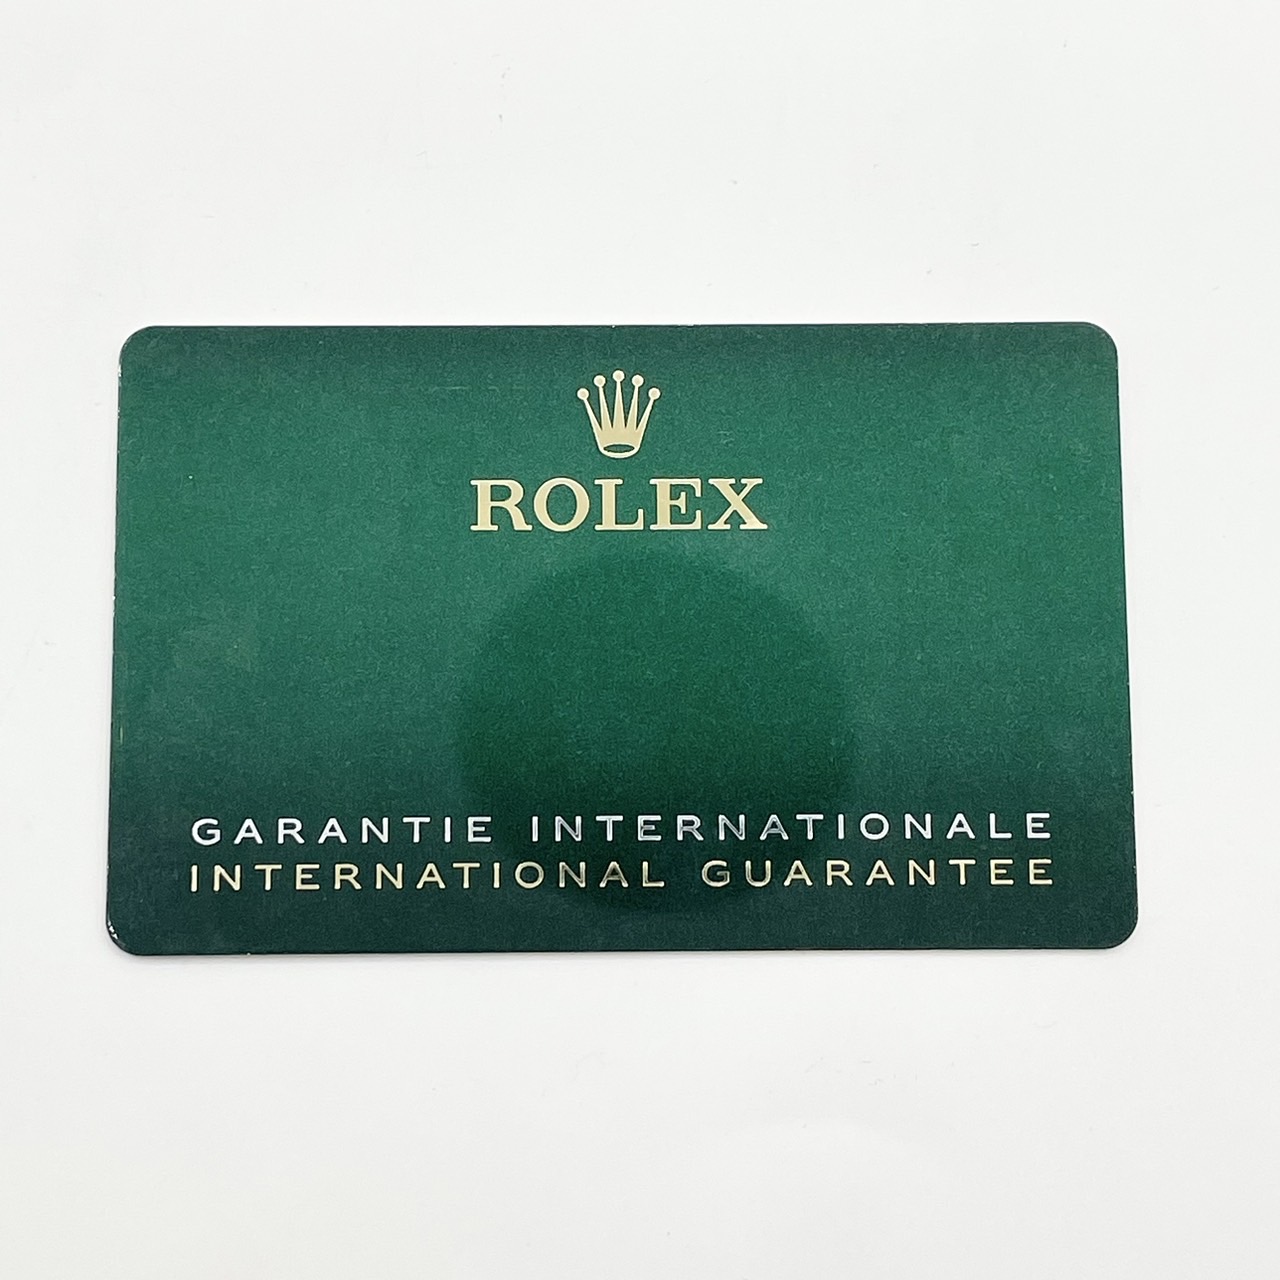 ROLEX
GARANTIE INTERNATIONALE
INTERNATIONAL GUARANTEE